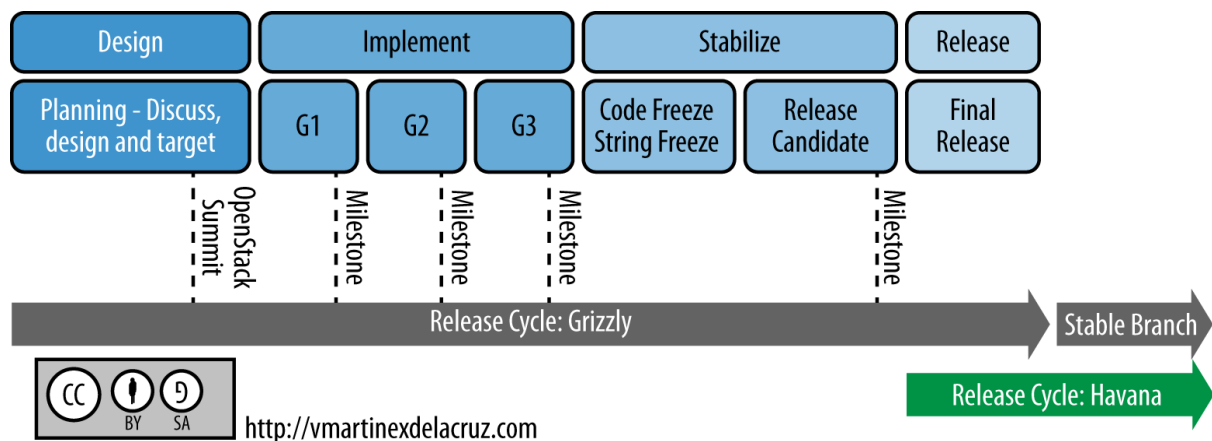 Design
Implement
Stabilize
Release
Planning - Discuss,
design and target
G1
G2
G3
Code Freeze
String Freeze
Release
Candidate
Final
Release
OpenStack
Summit
Milestone
Milestone
Milestone
Milestone
Release Cycle: Grizzly
Stable Branch
Release Cycle: Havana
CC
BY
SA
http://vmartinexdelacruz.com